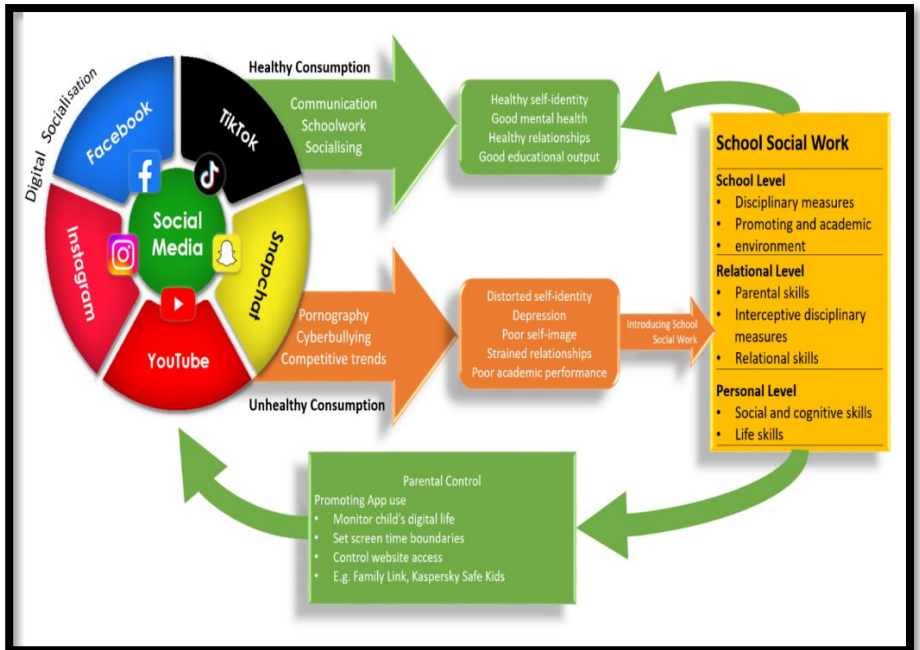 Digital Socialisation
Facebook
TikTok
Instagram
Snapchat
YouTube
Social
Media
Healthy Consumption
Communication
Schoolwork
Socialising
Healthy self-identity
Good mental health
Healthy relationships
Good educational output
Pornography
Cyberbullying
Competitive trends
Unhealthy Consumption
Distorted self-identity
Depression
Poor self-image
Strained relationships
Poor academic performance
Introducing School
Social Work
School Social Work
School Level
• Disciplinary measures
• Promoting and academic
• environment
Relational Level
• Parental skills
• Interceptive disciplinary
measures
• Relational skills
Personal Level
• Social and cognitive skills
• Life skills
Parental Control
Promoting App use
• Monitor child's digital life
• Set screen time boundaries
• Control website access
• E.g. Family Link, Kaspersky Safe Kids